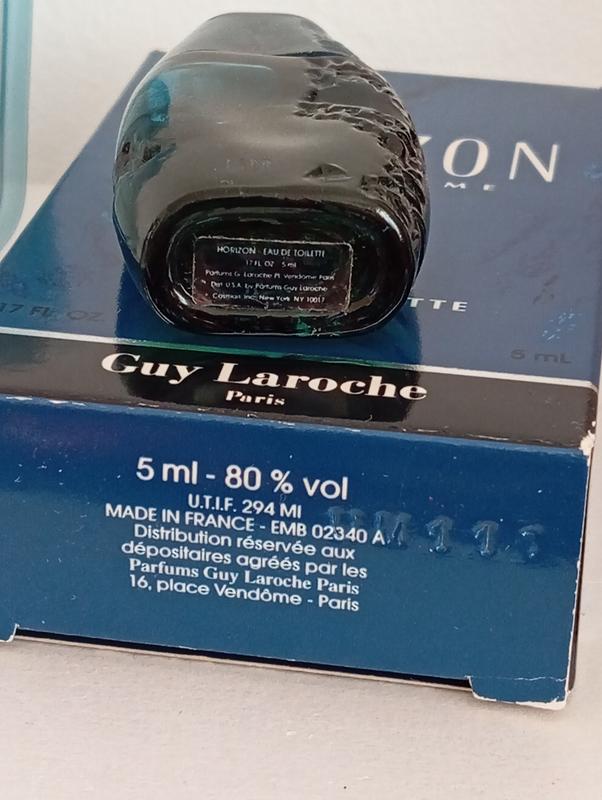 HORIZON - EAU DE TOILETTE
.17 FL OZ 5 ml
Parfums G. Laroche Pl. Vendôme Paris
Dist. U.S.A. by Parfums Guy Laroche
Cosmair Inc. New York NY 10017
ZON
ME
TTE
17 FL OZ
5 mL
Guy Laroche
Paris
5 ml - 80 % vol
U.T.I.F. 294 MI
MADE IN FRANCE - EMB 02340 A
Distribution réservée aux
dépositaires agréés par les
Parfums Guy Laroche Paris
16, place Vendôme - Paris